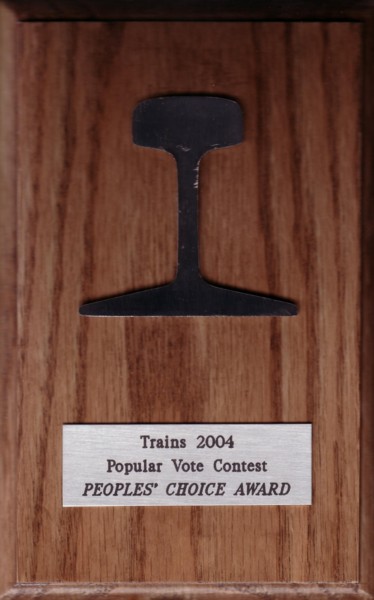 Trains 2004
Popular Vote Contest
PEOPLES' CHOICE AWARD